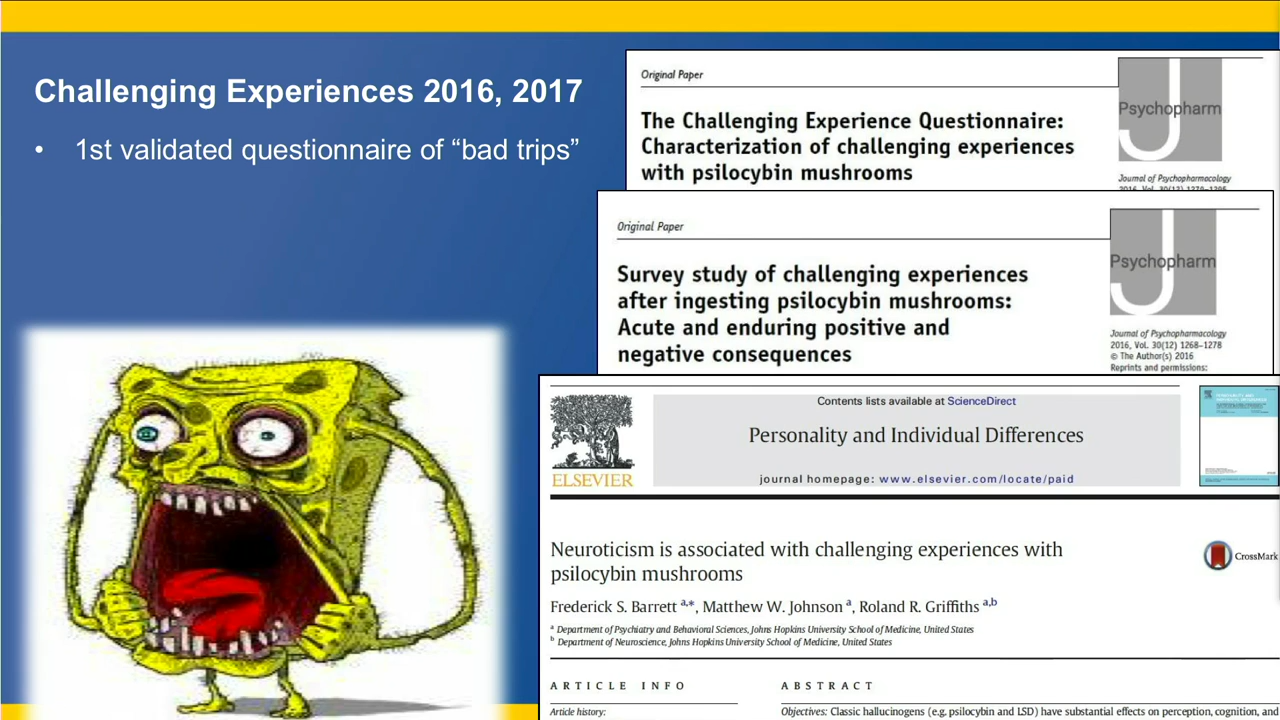 Challenging Experiences 2016, 2017
• 1st validated questionnaire of “bad trips”
Original Paper
The Challenging Experience Questionnaire:
Characterization of challenging experiences
with psilocybin mushrooms
Psychopharm
Journal of Psychopharmacology
Original Paper
Survey study of challenging experiences
after ingesting psilocybin mushrooms:
Acute and enduring positive and
negative consequences
Psychopharm
Journal of Psychopharmacology
2016, Vol. 30(12) 1268–1278
© The Author(s) 2016
Reprints and permissions:
ELSEVIER
Contents lists available at ScienceDirect
Personality and Individual Differences
journal homepage: www.elsevier.com/locate/paid
Neuroticism is associated with challenging experiences with
psilocybin mushrooms
CrossMark
Frederick S. Barrett a,*, Matthew W. Johnson a, Roland R. Griffiths a,b
a Department of Psychiatry and Behavioral Sciences, Johns Hopkins University School of Medicine, United States
b Department of Neuroscience, Johns Hopkins University School of Medicine, United States
ARTICLE INFO
Article history:
ABSTRACT
Objectives: Classic hallucinogens (e.g. psilocybin and LSD) have substantial effects on perception, cognition, and